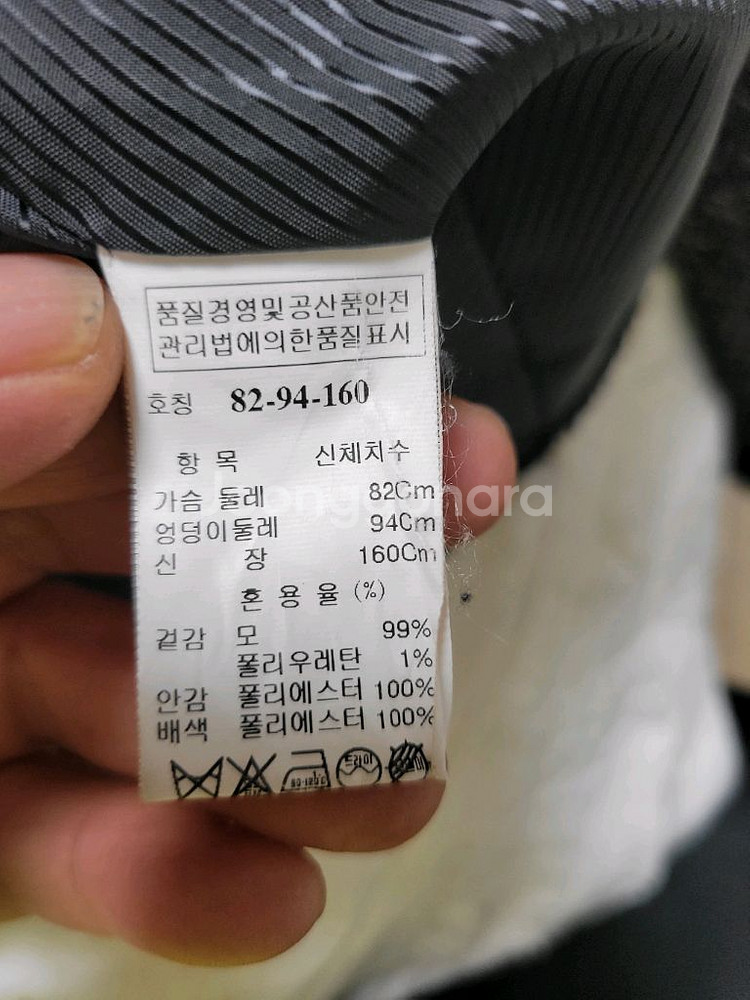 품질경영및공산품안전
관리법에의한품질표시
호칭 82-94-160
항 목 신체치수
가슴 둘레 82Cm
엉덩이둘레 94Cm
신 장 160Cm
혼 용 율 (%)
겉감 모 99%
폴리우레탄 1%
안감 폴리에스터 100%
배색 폴리에스터 100%
드라이